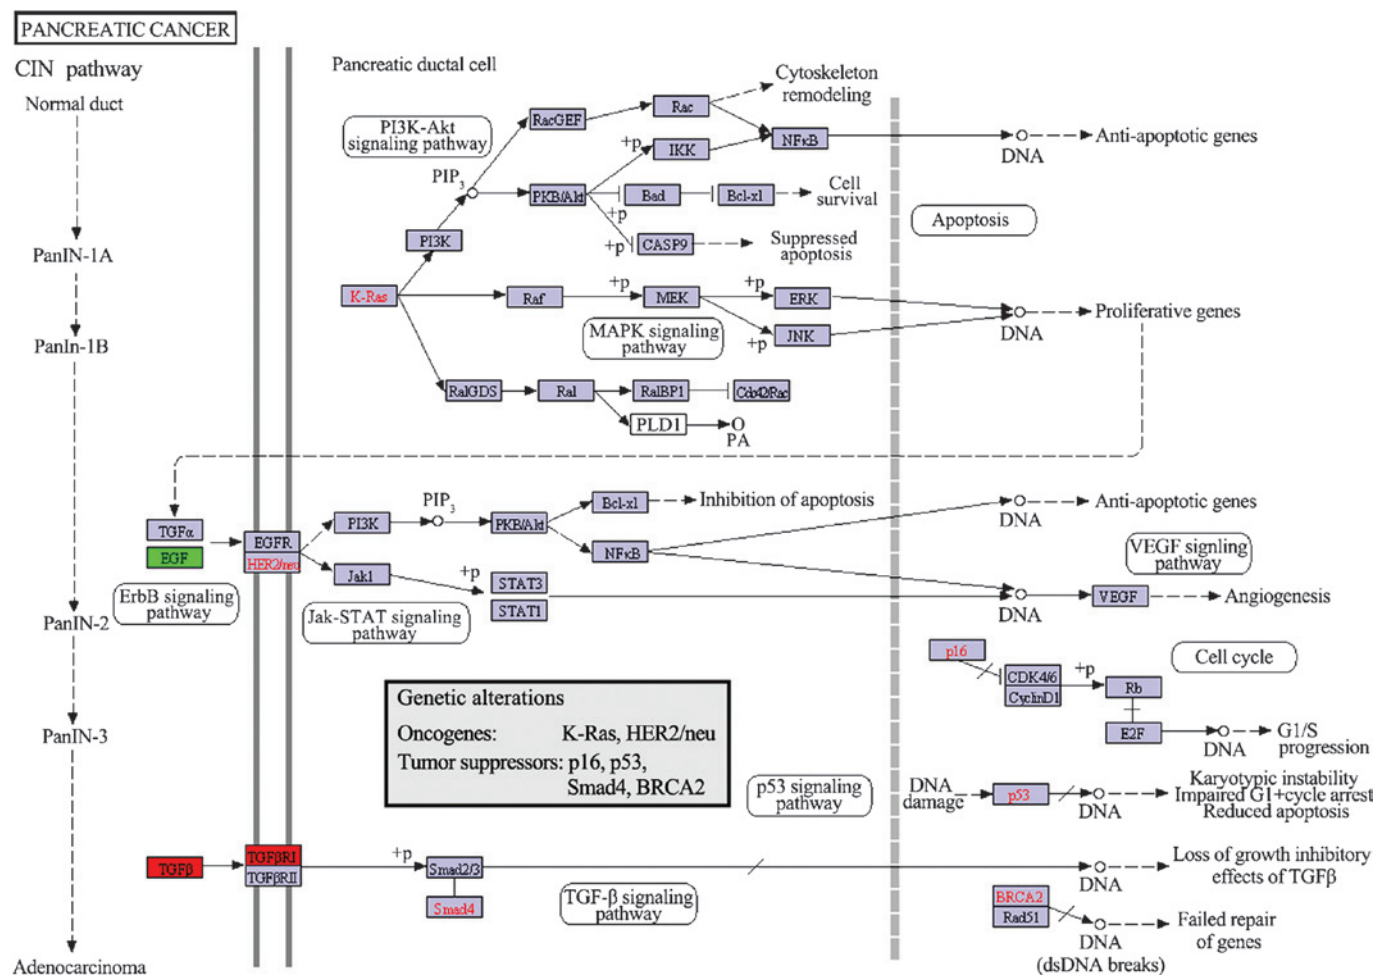 PANCREATIC CANCER
CIN pathway
Normal duct
PanIN-1A
PanIn-1B
PanIN-2
PanIN-3
Adenocarcinoma
Pancreatic ductal cell
PI3K-Akt
signaling pathway
RacGEF
Rac
Cytoskeleton
remodeling
+p
IKK
NFκB
DNA
Anti-apoptotic genes
PIP3
PKB/Akt
+p
Bad
Bcl-xl
Cell
survival
Apoptosis
PI3K
+p
CASP9
Suppressed
apoptosis
K-Ras
Raf
+p
MEK
+p
ERK
MAPK signaling
pathway
+p
JNK
DNA
Proliferative genes
RalGDS
Ral
RalBP1
Cdc42/Rac
PLD1
PA
TGFα
EGF
EGFR
HER2/neu
ErbB signaling
pathway
PI3K
PIP3
PKB/Akt
Bcl-xl
Inhibition of apoptosis
NFκB
DNA
Anti-apoptotic genes
Jak1
+p
STAT3
STAT1
Jak-STAT signaling
pathway
DNA
VEGF signling
pathway
VEGF
Angiogenesis
p16
CDK4/6
CyclinD1
+p
Rb
E2F
Cell cycle
DNA
G1/S
progression
Genetic alterations
Oncogenes: K-Ras, HER2/neu
Tumor suppressors: p16, p53,
Smad4, BRCA2
p53 signaling
pathway
DNA
damage
p53
DNA
Karyotypic instability
Impaired G1+cycle arrest
Reduced apoptosis
TGFβ
TGFβRI
TGFβRII
+p
Smad2/3
Smad4
TGF-β signaling
pathway
DNA
Loss of growth inhibitory
effects of TGFβ
BRCA2
Rad51
DNA
(dsDNA breaks)
Failed repair
of genes